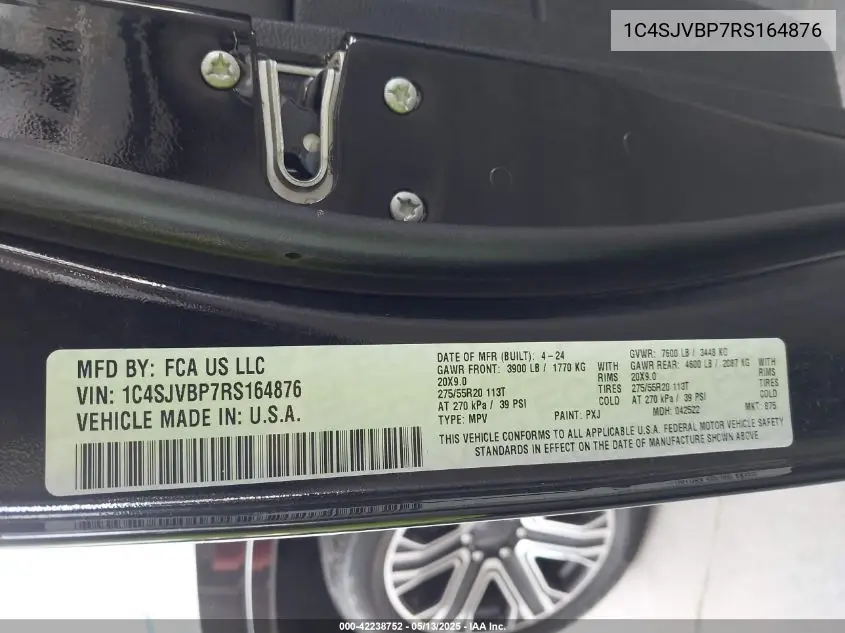 1C4SJVBP7RS164876
MFD BY: FCA US LLC
VIN: 1C4SJVBP7RS164876
VEHICLE MADE IN: U.S.A.
DATE OF MFR (BUILT): 4-24 GVWR: 7600 LB / 3448 KG
GAWR FRONT: 3900 LB / 1770 KG WITH GAWR REAR: 4600 LB / 2087 KG WITH
20X9.0 RIMS 20X9.0 RIMS
275/55R20 113T TIRES 275/55R20 113T TIRES
AT 270 kPa / 39 PSI COLD AT 270 kPa / 39 PSI COLD
TYPE: MPV PAINT: PXJ MDH: 042522 MKT: 875
THIS VEHICLE CONFORMS TO ALL APPLICABLE U.S.A. FEDERAL MOTOR VEHICLE SAFETY
STANDARDS IN EFFECT ON THE DATE OF MANUFACTURE SHOWN ABOVE
000-42238752 - 05/13/2025 - IAA Inc.